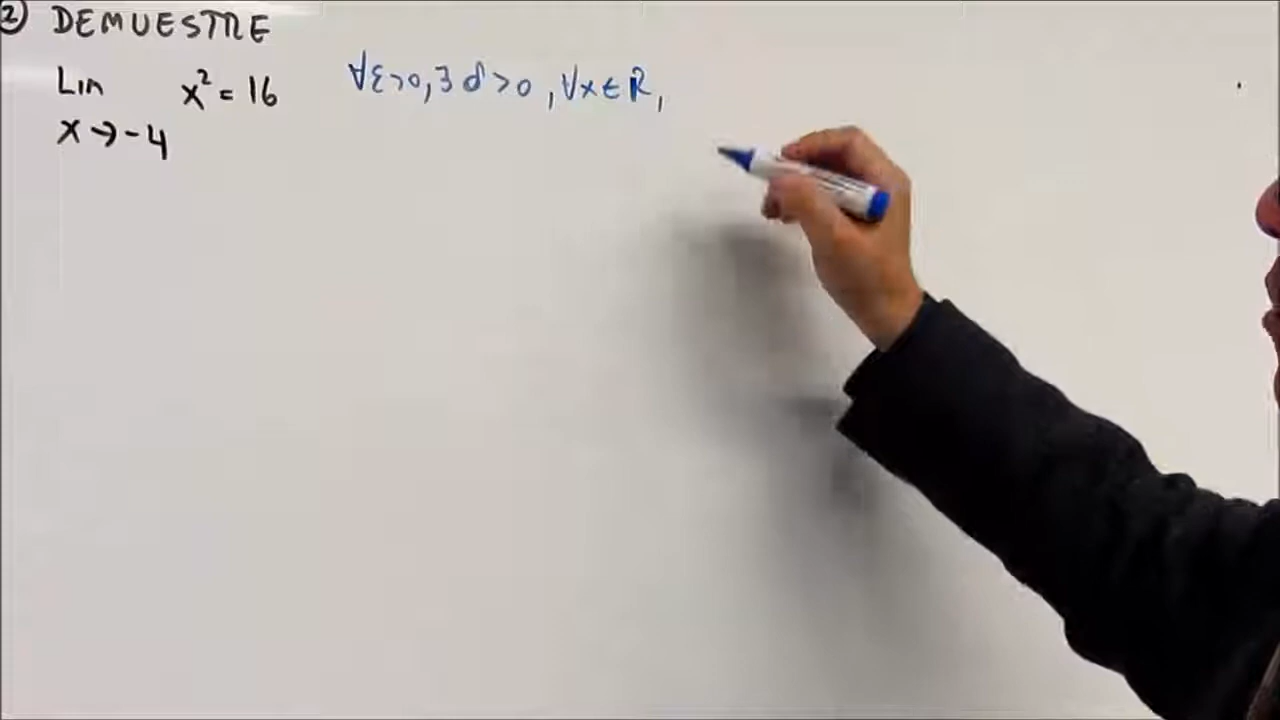 ② DEMUESTRE
Lim x² = 16 ∀ε>0,∃δ>0,∀x∈R,
x→-4